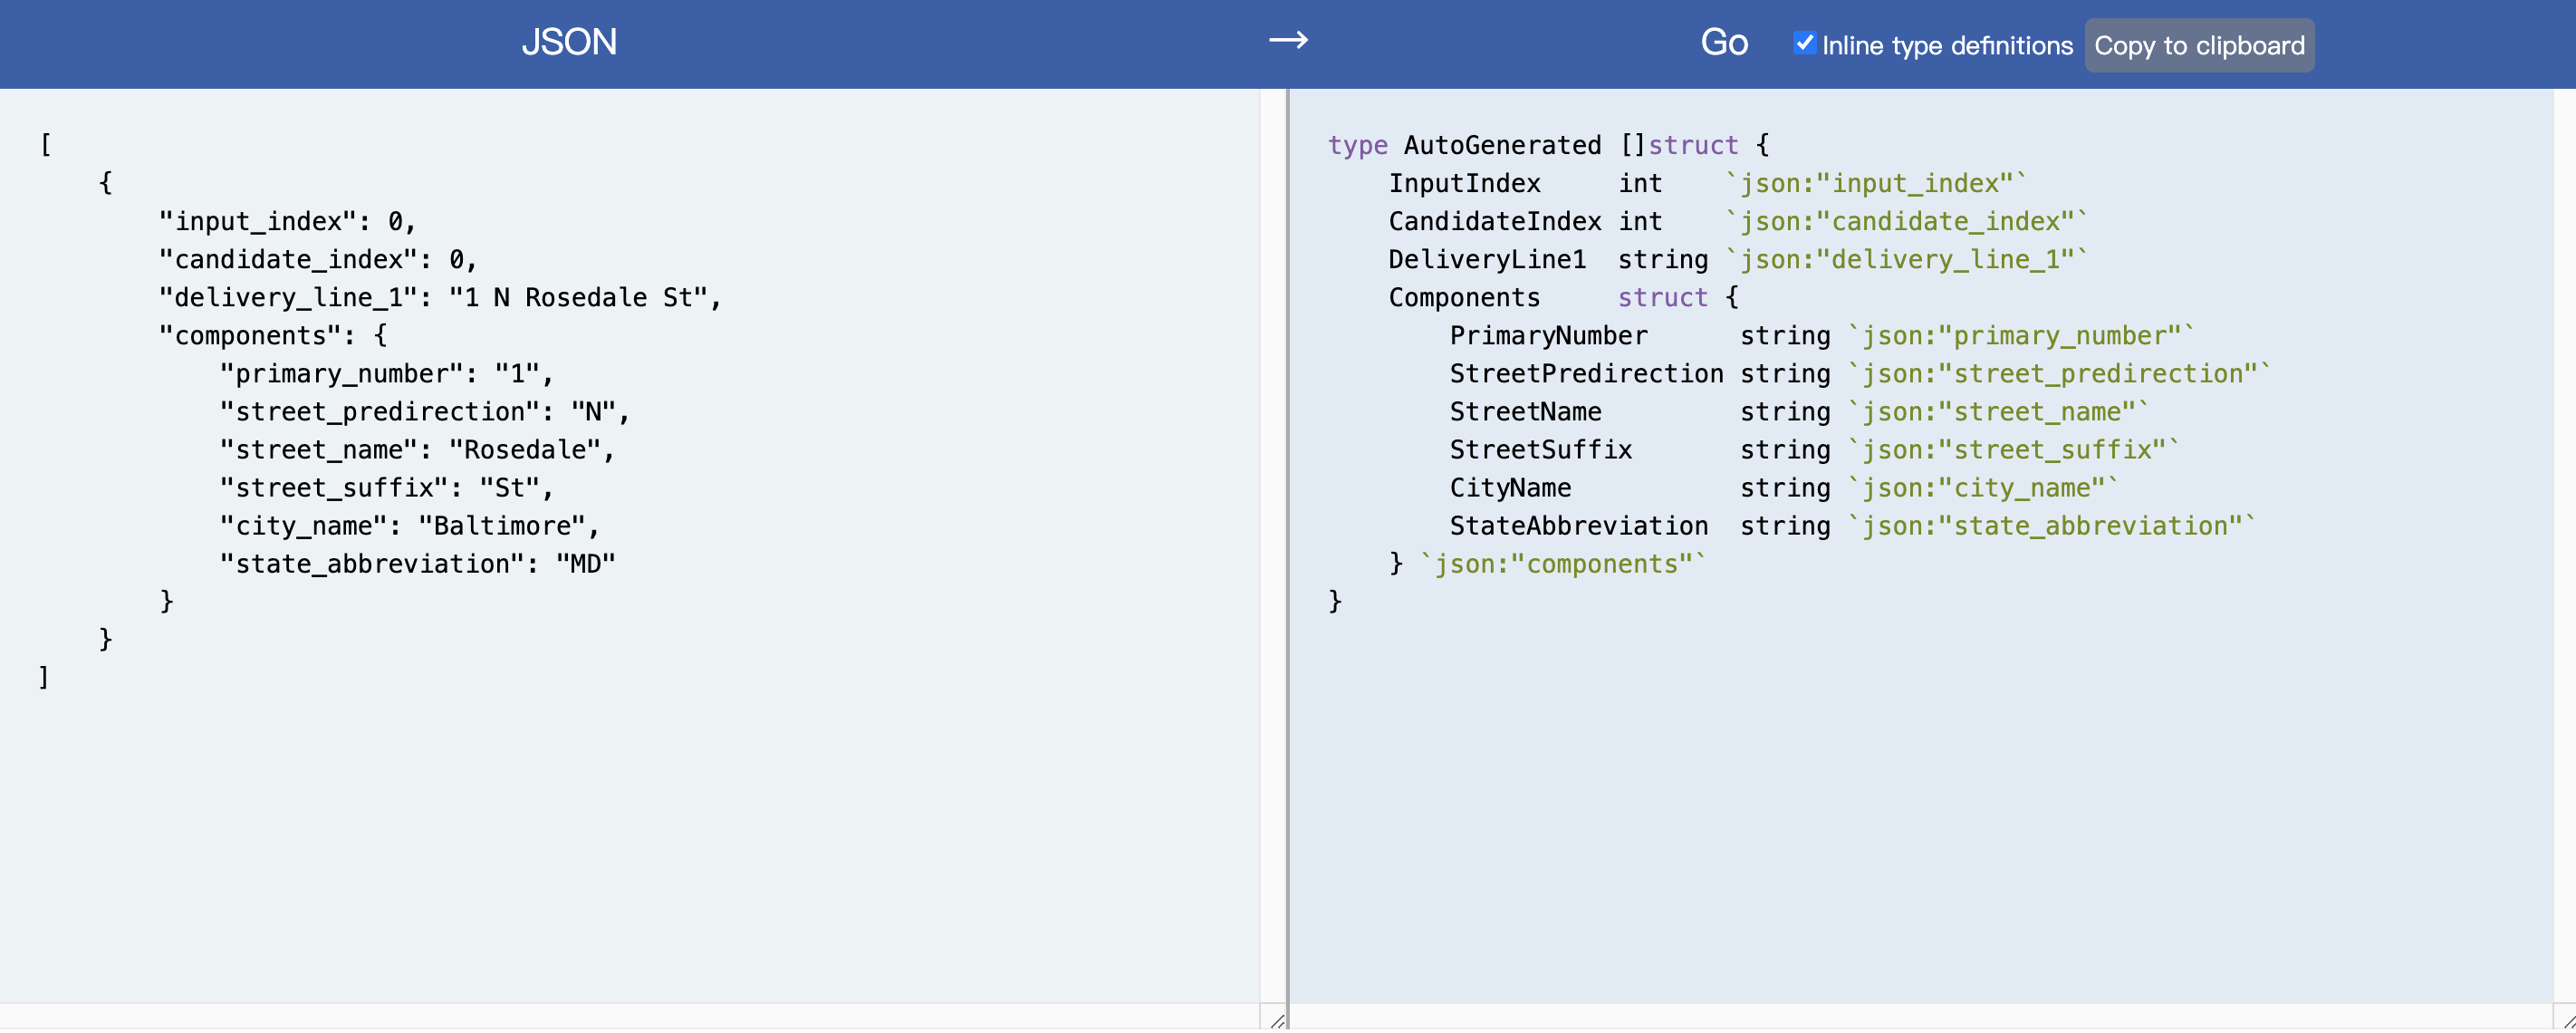 JSON → Go Inline type definitions Copy to clipboard
[
    {
        "input_index": 0,
        "candidate_index": 0,
        "delivery_line_1": "1 N Rosedale St",
        "components": {
            "primary_number": "1",
            "street_predirection": "N",
            "street_name": "Rosedale",
            "street_suffix": "St",
            "city_name": "Baltimore",
            "state_abbreviation": "MD"
        }
    }
]
type AutoGenerated []struct {
    InputIndex     int    `json:"input_index"`
    CandidateIndex int    `json:"candidate_index"`
    DeliveryLine1  string `json:"delivery_line_1"`
    Components     struct {
        PrimaryNumber      string `json:"primary_number"`
        StreetPredirection string `json:"street_predirection"`
        StreetName         string `json:"street_name"`
        StreetSuffix       string `json:"street_suffix"`
        CityName           string `json:"city_name"`
        StateAbbreviation  string `json:"state_abbreviation"`
    } `json:"components"`
}